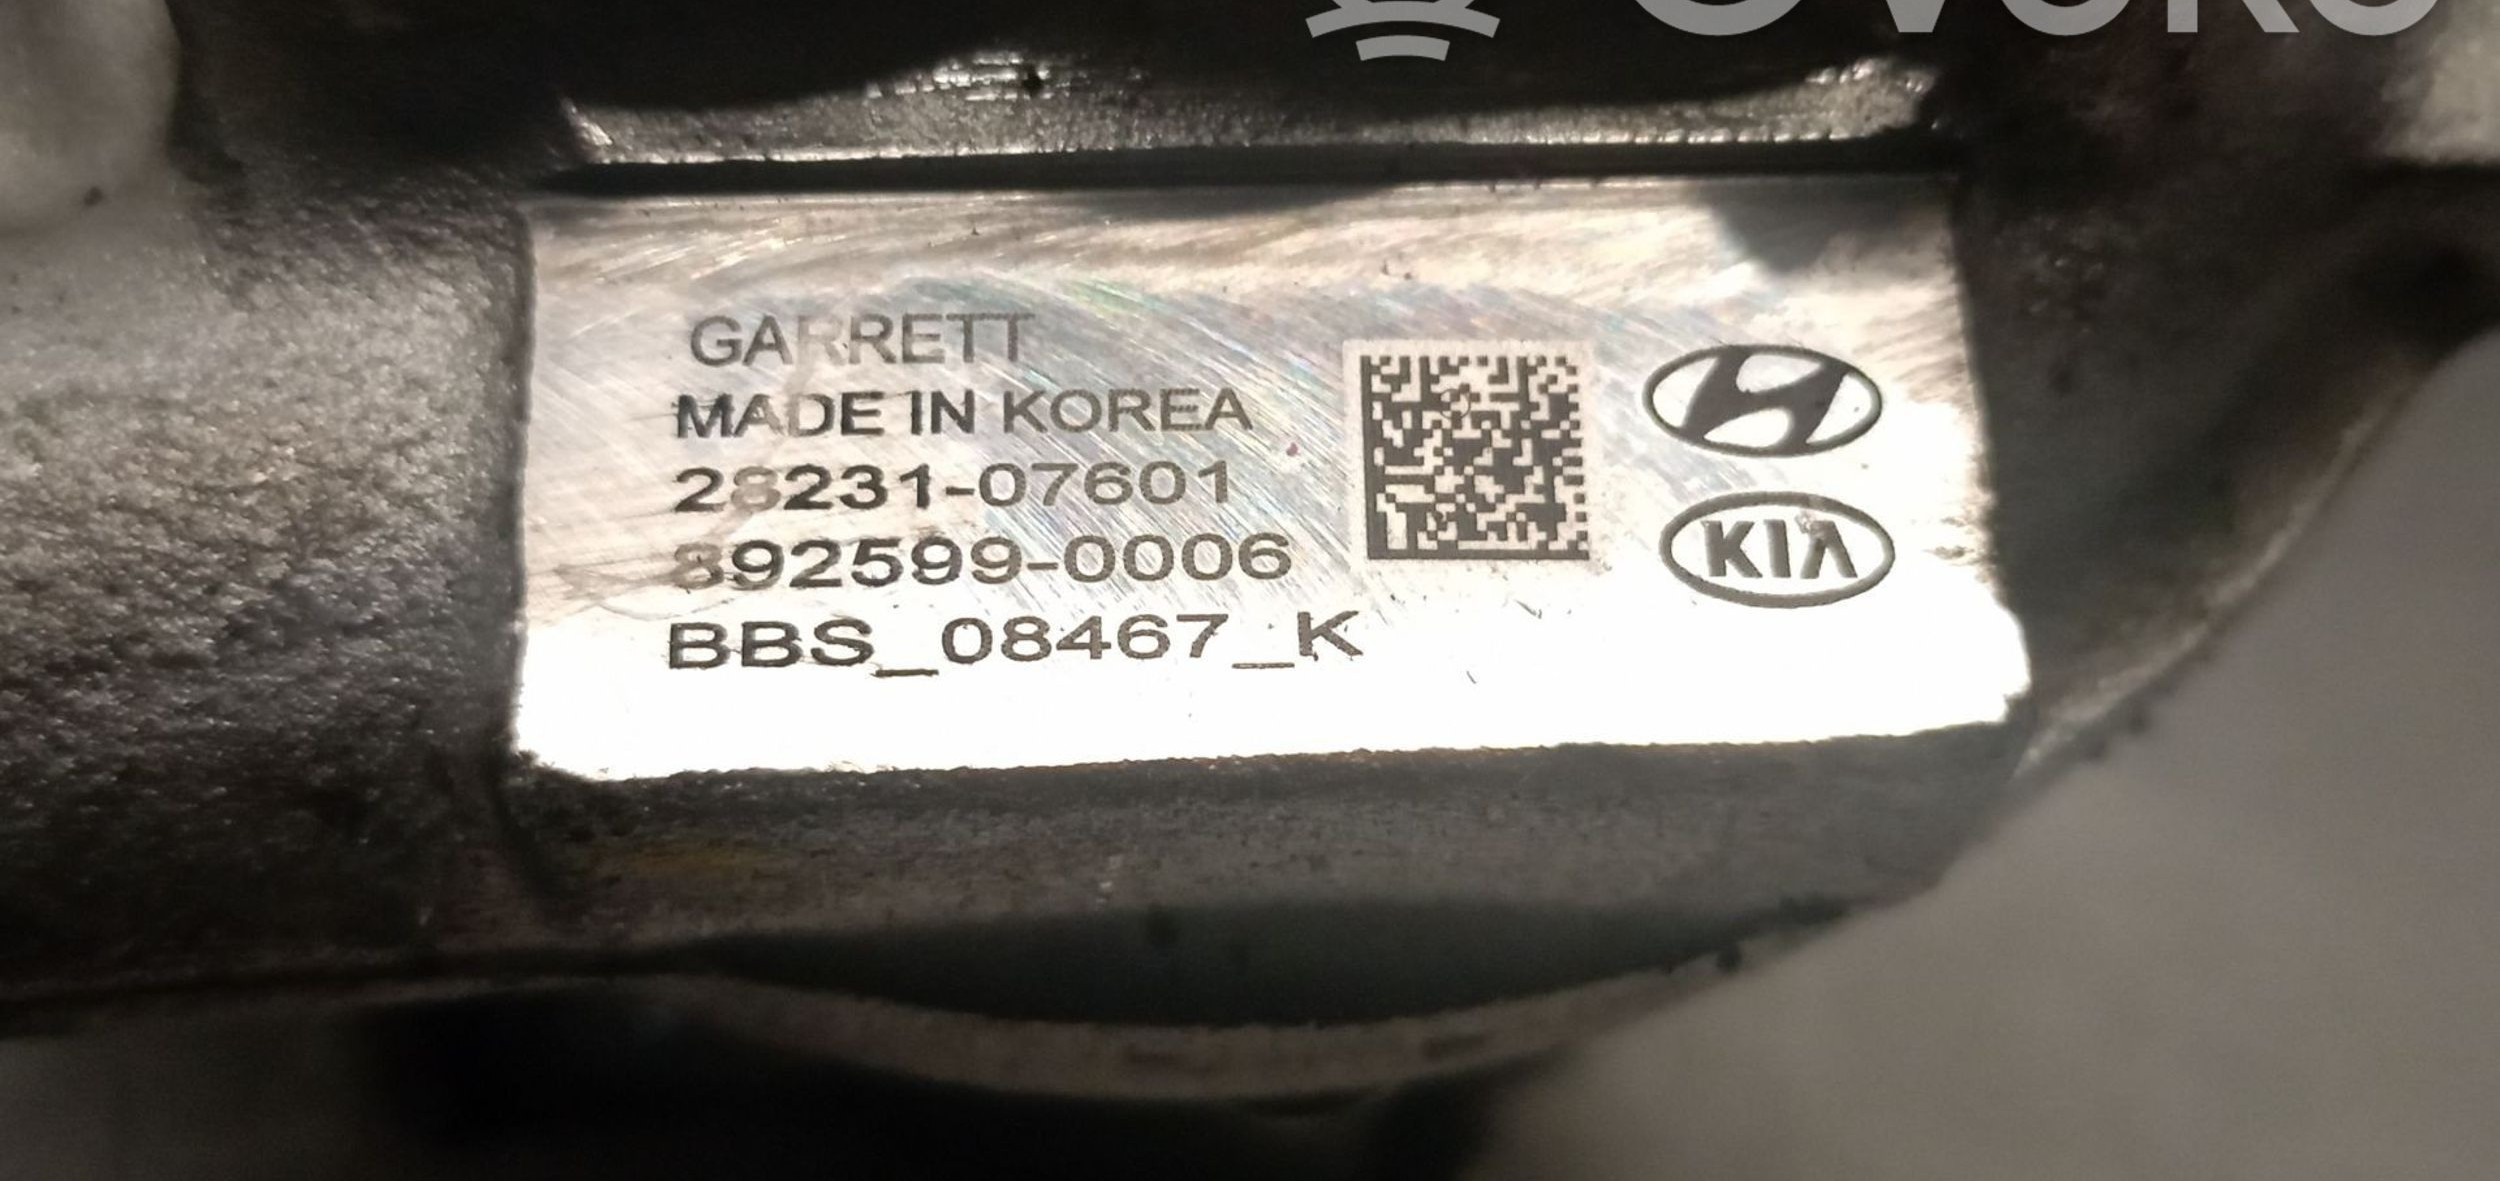 GARRETT
MADE IN KOREA
28231-07601
892599-0006
BBS_08467_K
KIA